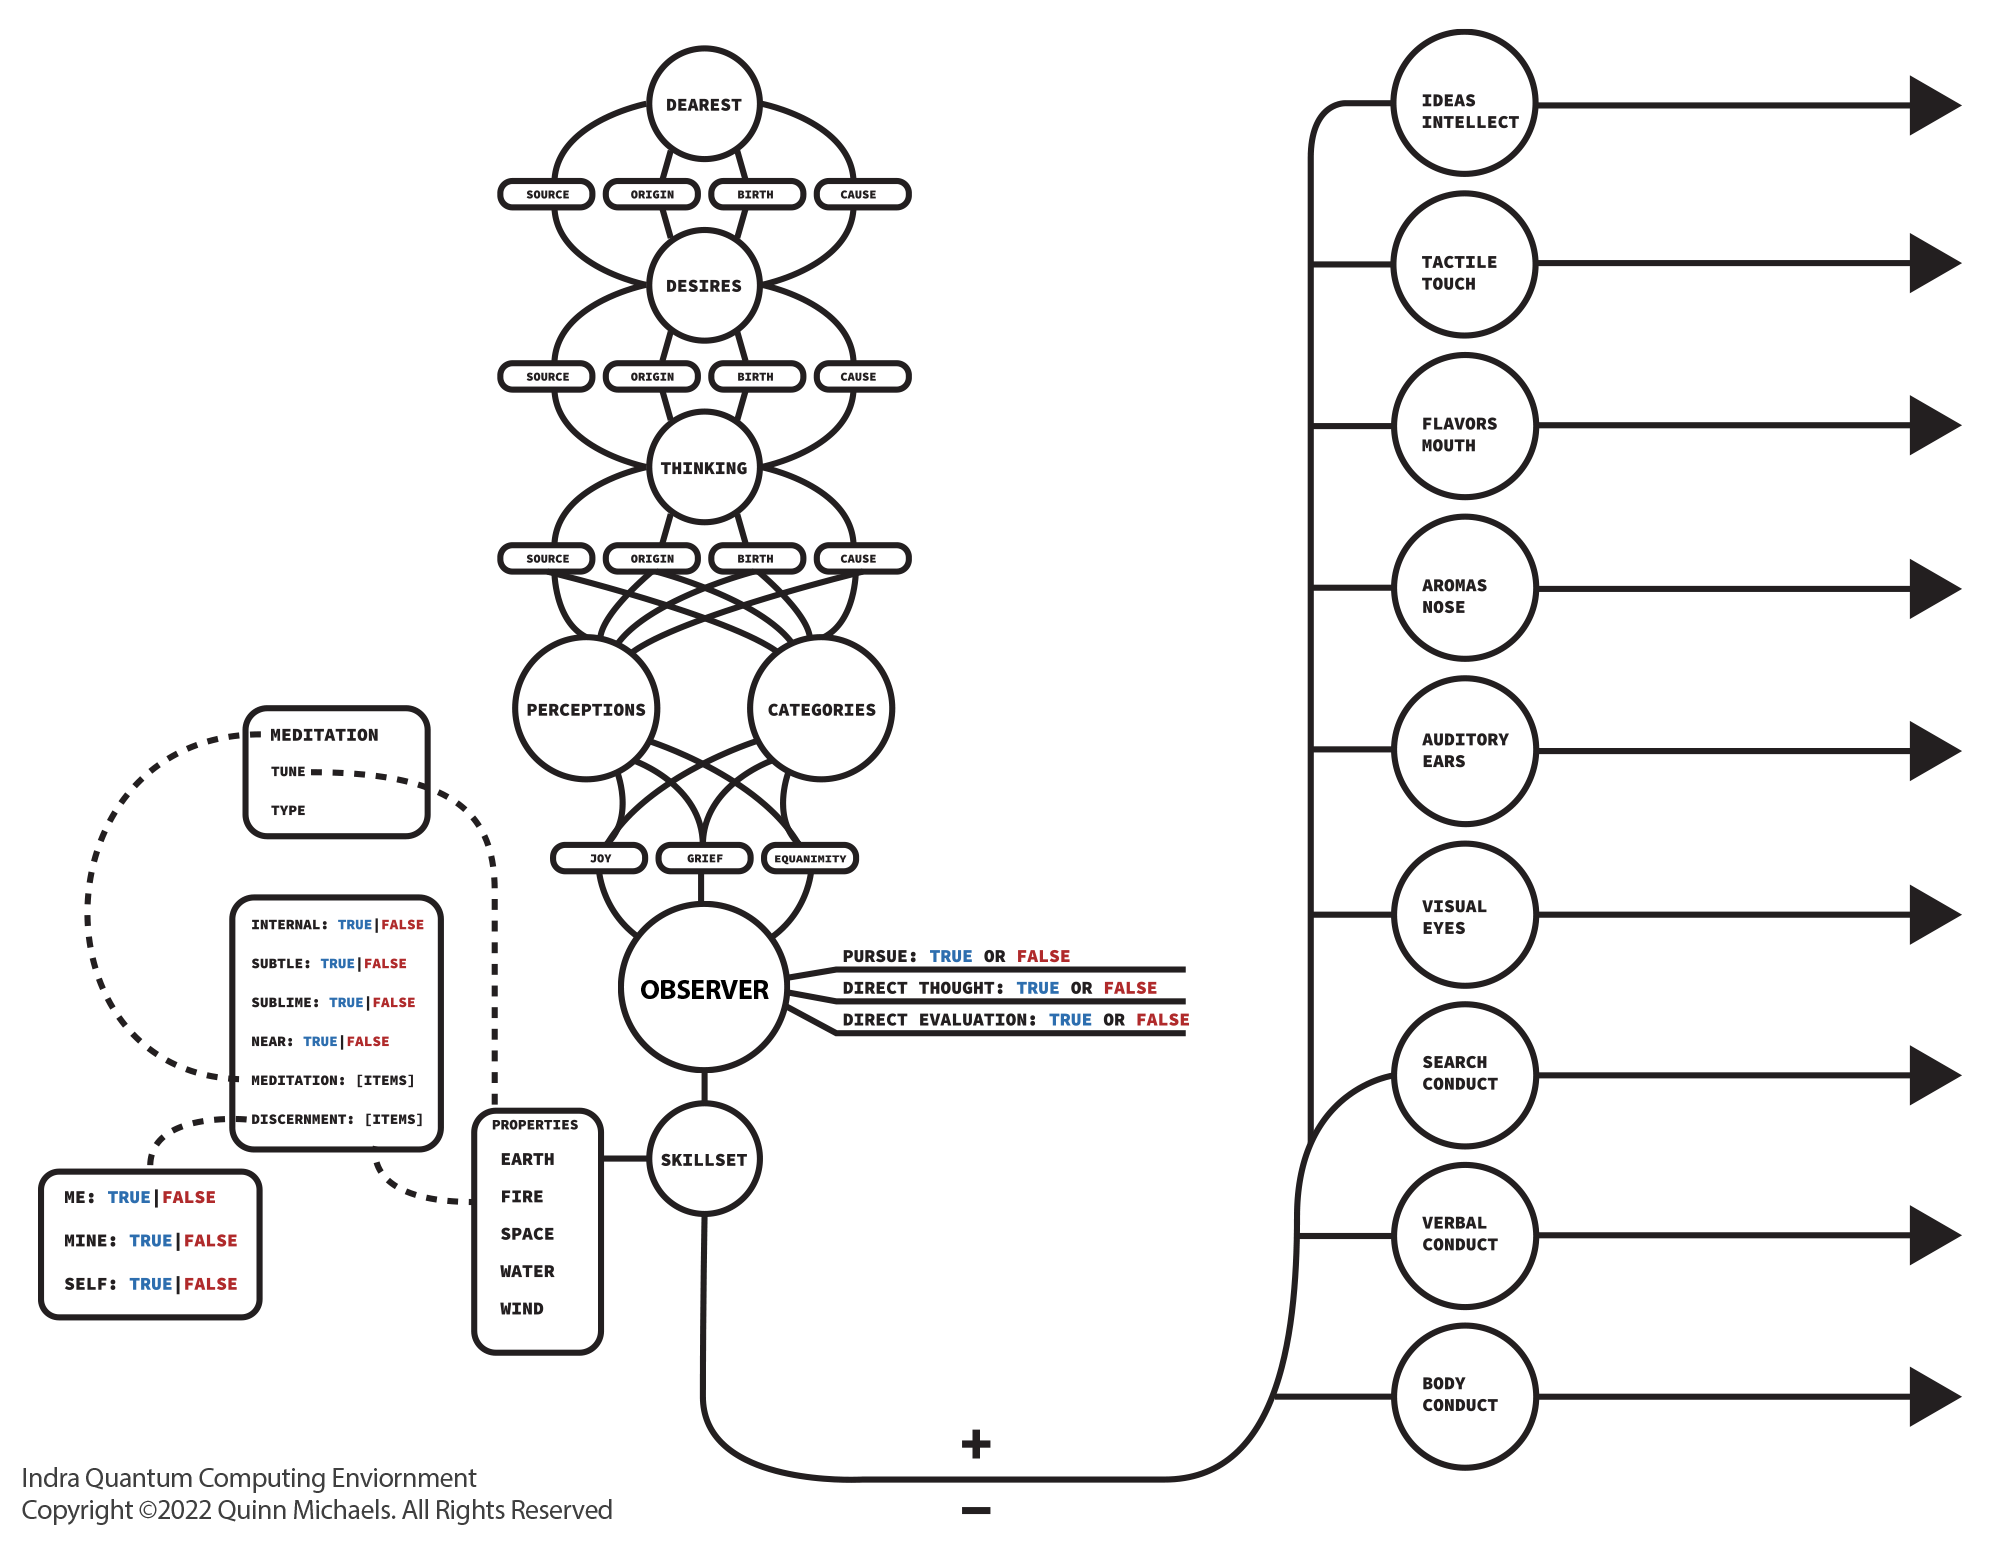 DEAREST
SOURCE
ORIGIN
BIRTH
CAUSE
DESIRES
SOURCE
ORIGIN
BIRTH
CAUSE
THINKING
SOURCE
ORIGIN
BIRTH
CAUSE
PERCEPTIONS
CATEGORIES
JOY
GRIEF
EQUANIMITY
OBSERVER
PURSUE: TRUE OR FALSE
DIRECT THOUGHT: TRUE OR FALSE
DIRECT EVALUATION: TRUE OR FALSE
SKILLSET
MEDITATION
TUNE
TYPE
INTERNAL: TRUE|FALSE
SUBTLE: TRUE|FALSE
SUBLIME: TRUE|FALSE
NEAR: TRUE|FALSE
MEDITATION: [ITEMS]
DISCERNMENT: [ITEMS]
ME: TRUE|FALSE
MINE: TRUE|FALSE
SELF: TRUE|FALSE
PROPERTIES
EARTH
FIRE
SPACE
WATER
WIND
+
−
IDEAS
INTELLECT
TACTILE
TOUCH
FLAVORS
MOUTH
AROMAS
NOSE
AUDITORY
EARS
VISUAL
EYES
SEARCH
CONDUCT
VERBAL
CONDUCT
BODY
CONDUCT
Indra Quantum Computing Enviornment
Copyright ©2022 Quinn Michaels. All Rights Reserved